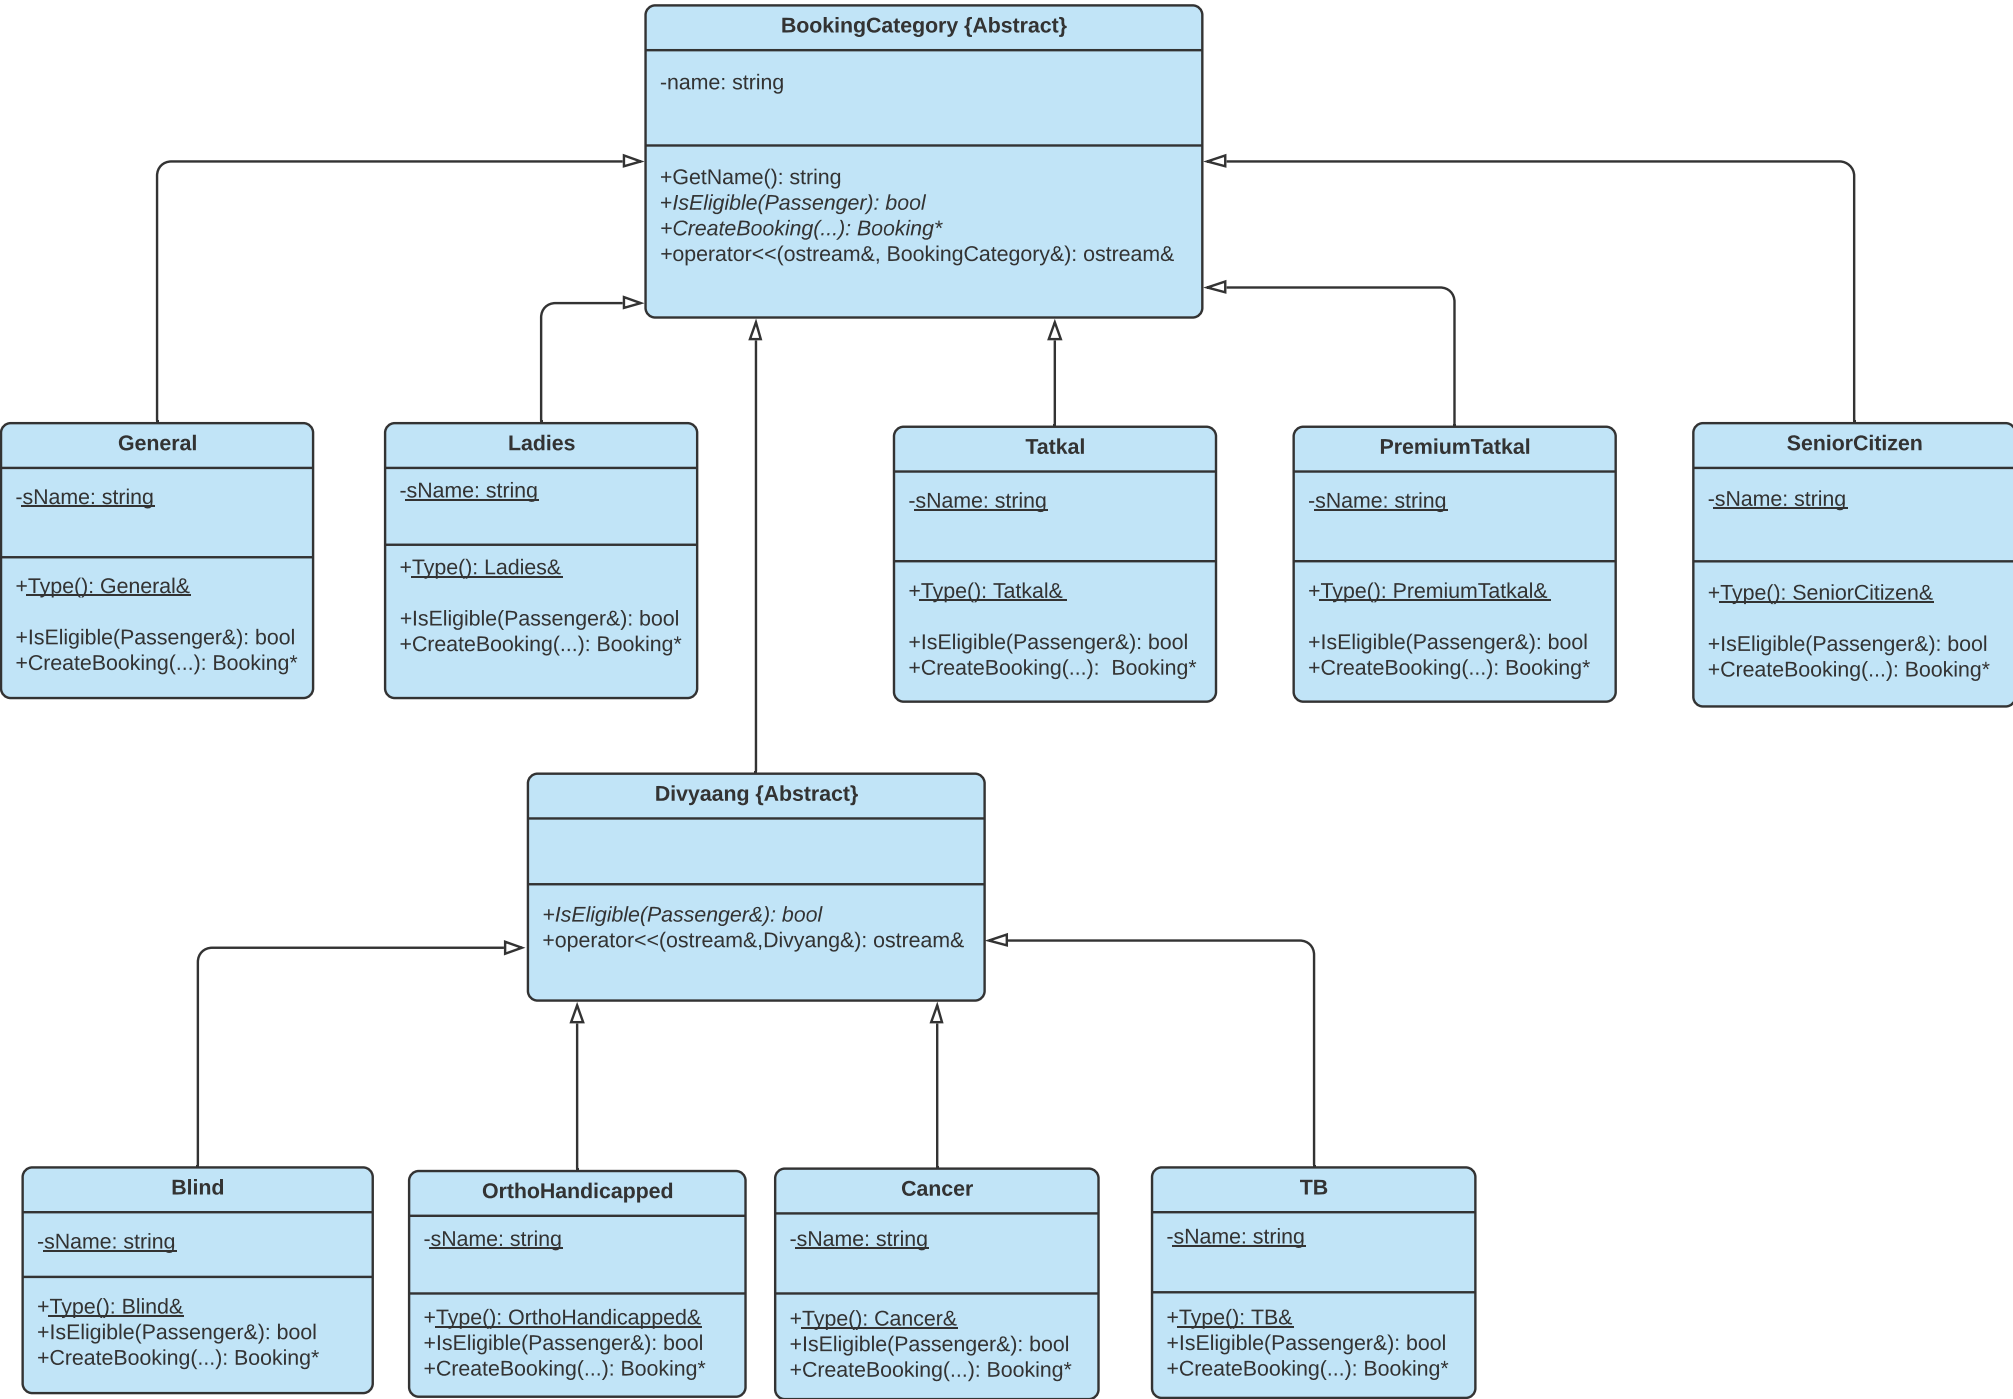 BookingCategory {Abstract}
-name: string
+GetName(): string
+IsEligible(Passenger): bool
+CreateBooking(...): Booking*
+operator<<(ostream&, BookingCategory&): ostream&
General
-sName: string
+Type(): General&
+IsEligible(Passenger&): bool
+CreateBooking(...): Booking*
Ladies
-sName: string
+Type(): Ladies&
+IsEligible(Passenger&): bool
+CreateBooking(...): Booking*
Tatkal
-sName: string
+Type(): Tatkal&
+IsEligible(Passenger&): bool
+CreateBooking(...):  Booking*
PremiumTatkal
-sName: string
+Type(): PremiumTatkal&
+IsEligible(Passenger&): bool
+CreateBooking(...): Booking*
SeniorCitizen
-sName: string
+Type(): SeniorCitizen&
+IsEligible(Passenger&): bool
+CreateBooking(...): Booking*
Divyaang {Abstract}
+IsEligible(Passenger&): bool
+operator<<(ostream&,Divyang&): ostream&
Blind
-sName: string
+Type(): Blind&
+IsEligible(Passenger&): bool
+CreateBooking(...): Booking*
OrthoHandicapped
-sName: string
+Type(): OrthoHandicapped&
+IsEligible(Passenger&): bool
+CreateBooking(...): Booking*
Cancer
-sName: string
+Type(): Cancer&
+IsEligible(Passenger&): bool
+CreateBooking(...): Booking*
TB
-sName: string
+Type(): TB&
+IsEligible(Passenger&): bool
+CreateBooking(...): Booking*